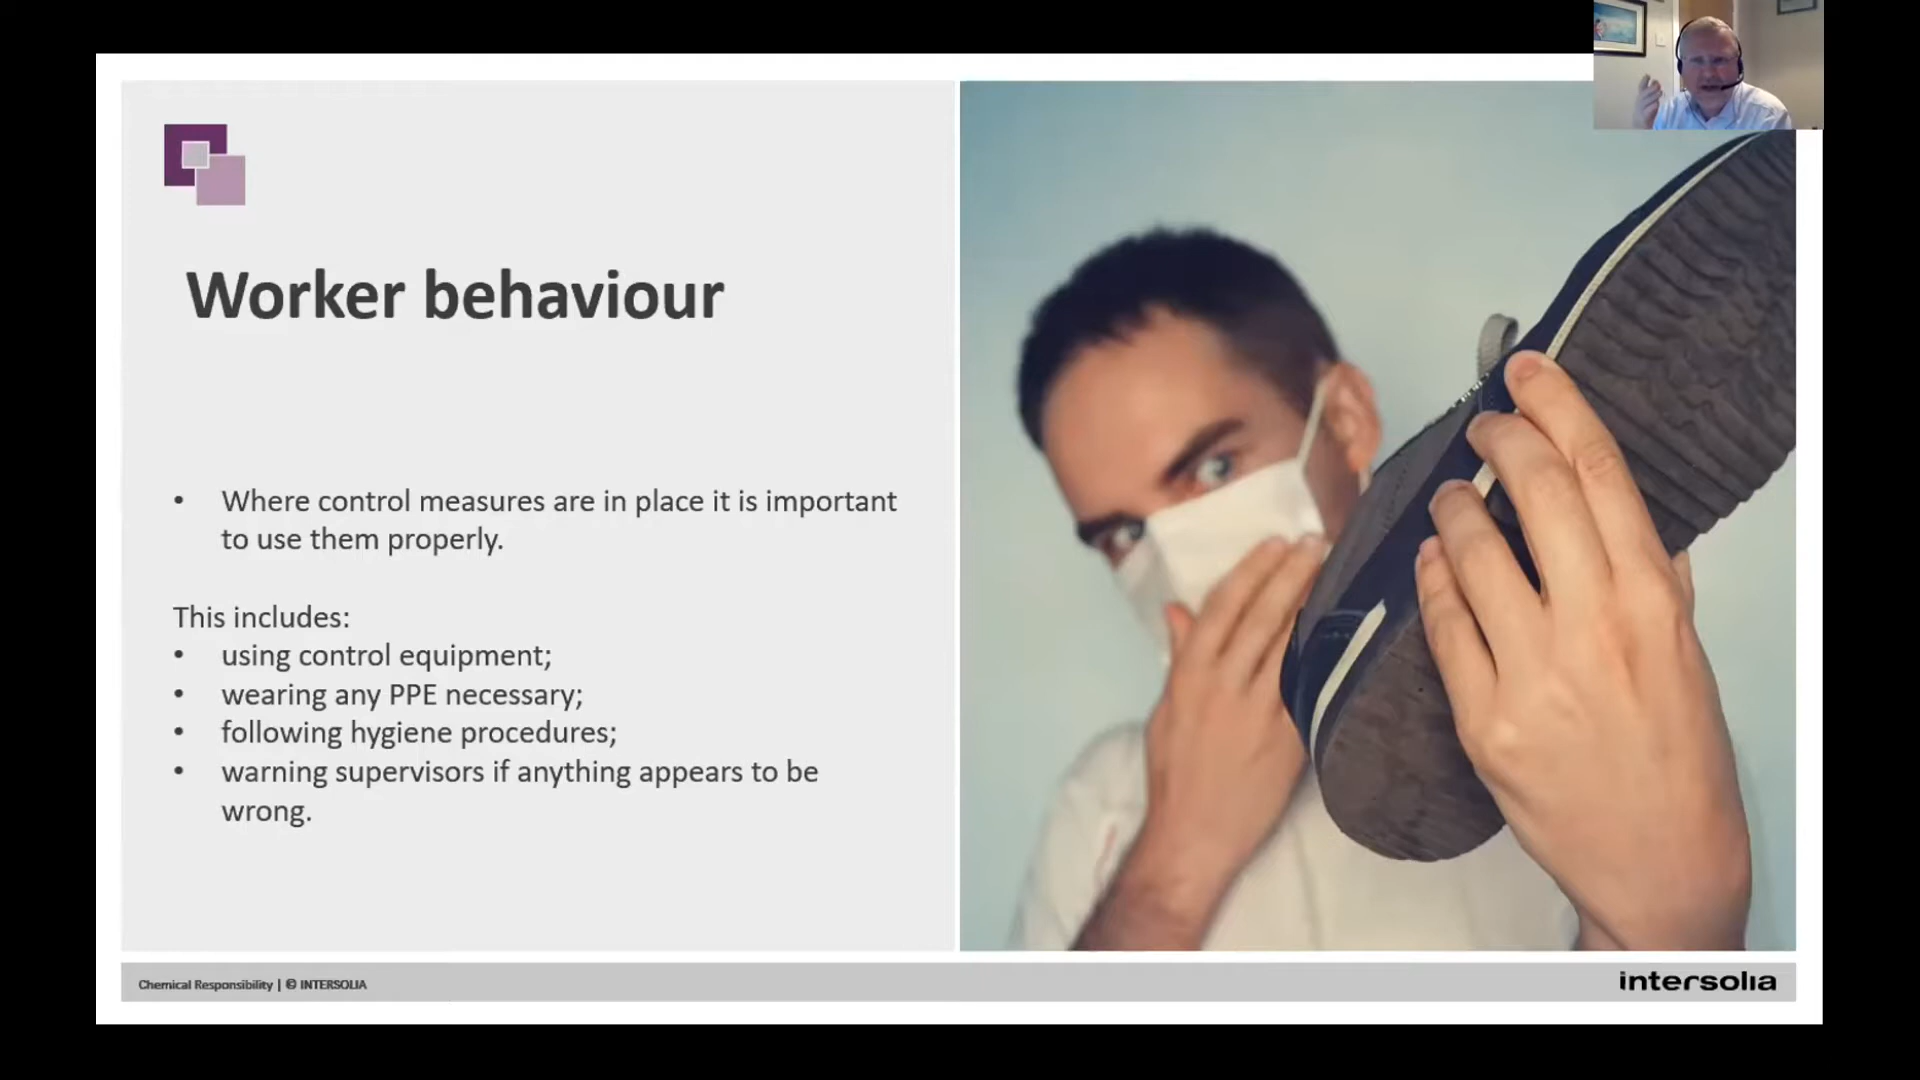 Worker behaviour
• Where control measures are in place it is important
to use them properly.
This includes:
• using control equipment;
• wearing any PPE necessary;
• following hygiene procedures;
• warning supervisors if anything appears to be
wrong.
Chemical Responsibility | © INTERSOLIA
intersolia